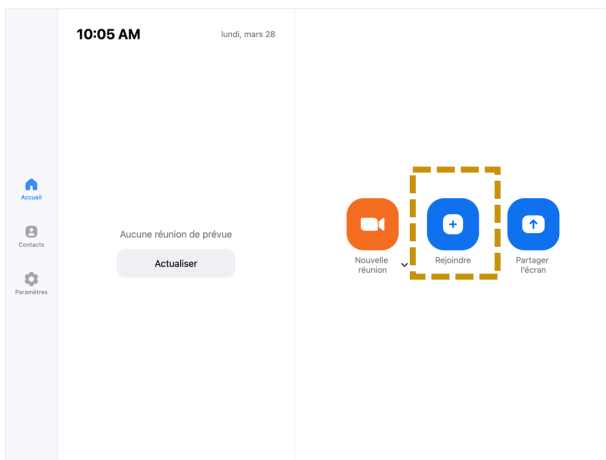 10:05 AM
lundi, mars 28
Accueil
Contacts
Paramètres
Aucune réunion de prévue
Actualiser
Nouvelle
réunion
Rejoindre
Partager
l'écran